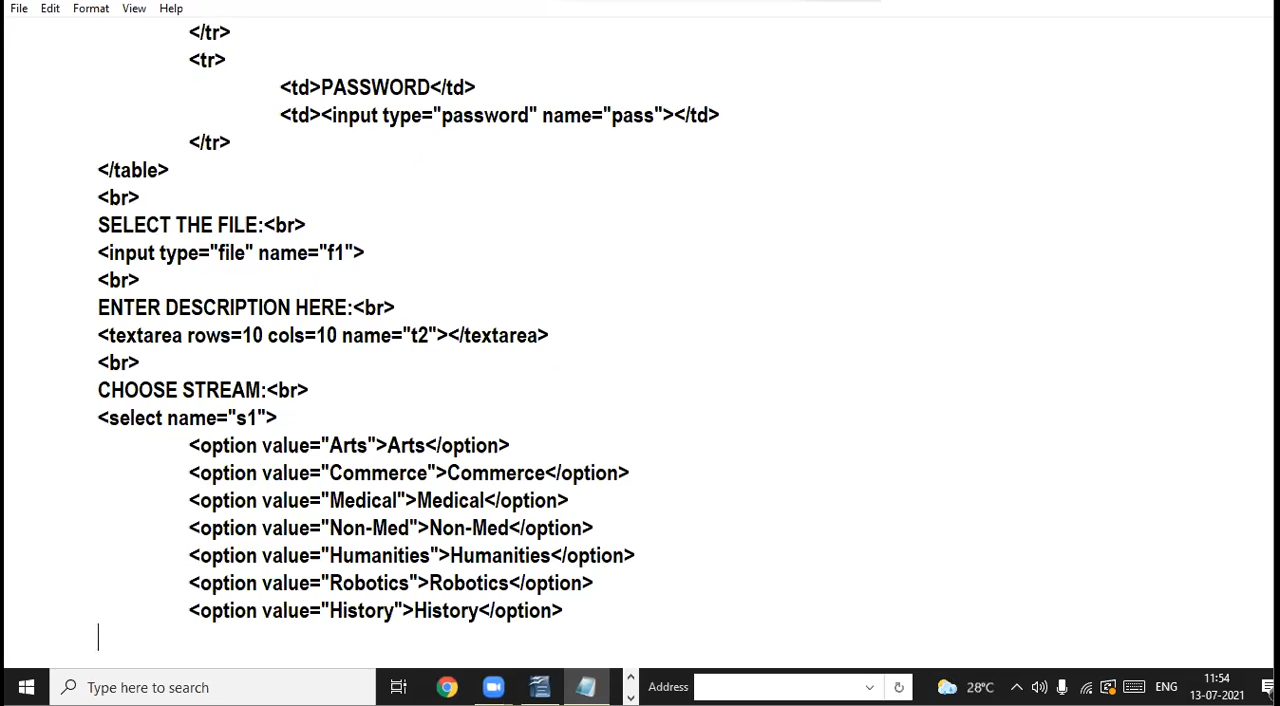 File Edit Format View Help
</tr>
<tr>
<td>PASSWORD</td>
<td><input type="password" name="pass"></td>
</tr>
</table>
<br>
SELECT THE FILE:<br>
<input type="file" name="f1">
<br>
ENTER DESCRIPTION HERE:<br>
<textarea rows=10 cols=10 name="t2"></textarea>
<br>
CHOOSE STREAM:<br>
<select name="s1">
<option value="Arts">Arts</option>
<option value="Commerce">Commerce</option>
<option value="Medical">Medical</option>
<option value="Non-Med">Non-Med</option>
<option value="Humanities">Humanities</option>
<option value="Robotics">Robotics</option>
<option value="History">History</option>
Type here to search Address 28°C ENG 11:54
13-07-2021